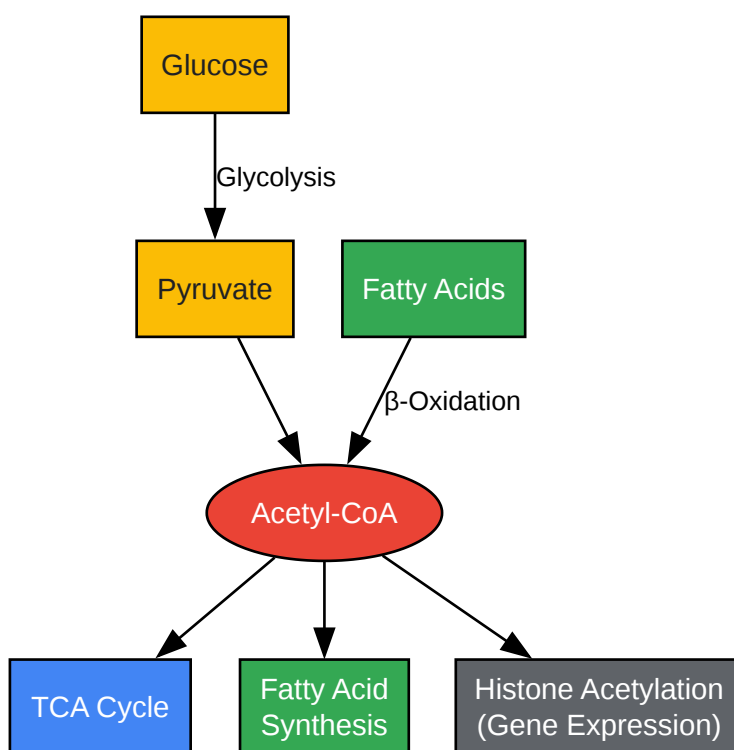 Glucose
Glycolysis
Pyruvate
Fatty Acids
β-Oxidation
Acetyl-CoA
TCA Cycle
Fatty Acid
Synthesis
Histone Acetylation
(Gene Expression)